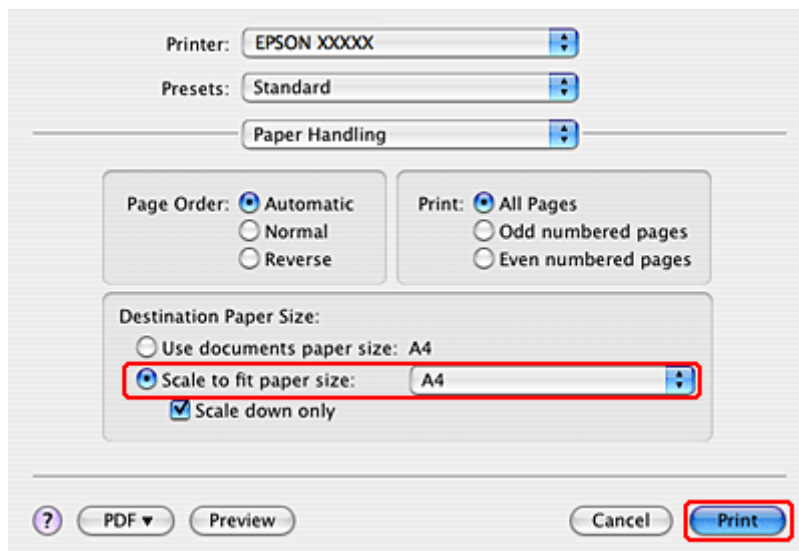 Printer: EPSON XXXXX
Presets: Standard
Paper Handling
Page Order: Automatic
Normal
Reverse
Print: All Pages
Odd numbered pages
Even numbered pages
Destination Paper Size:
Use documents paper size: A4
Scale to fit paper size: A4
Scale down only
? PDF▼ Preview Cancel Print